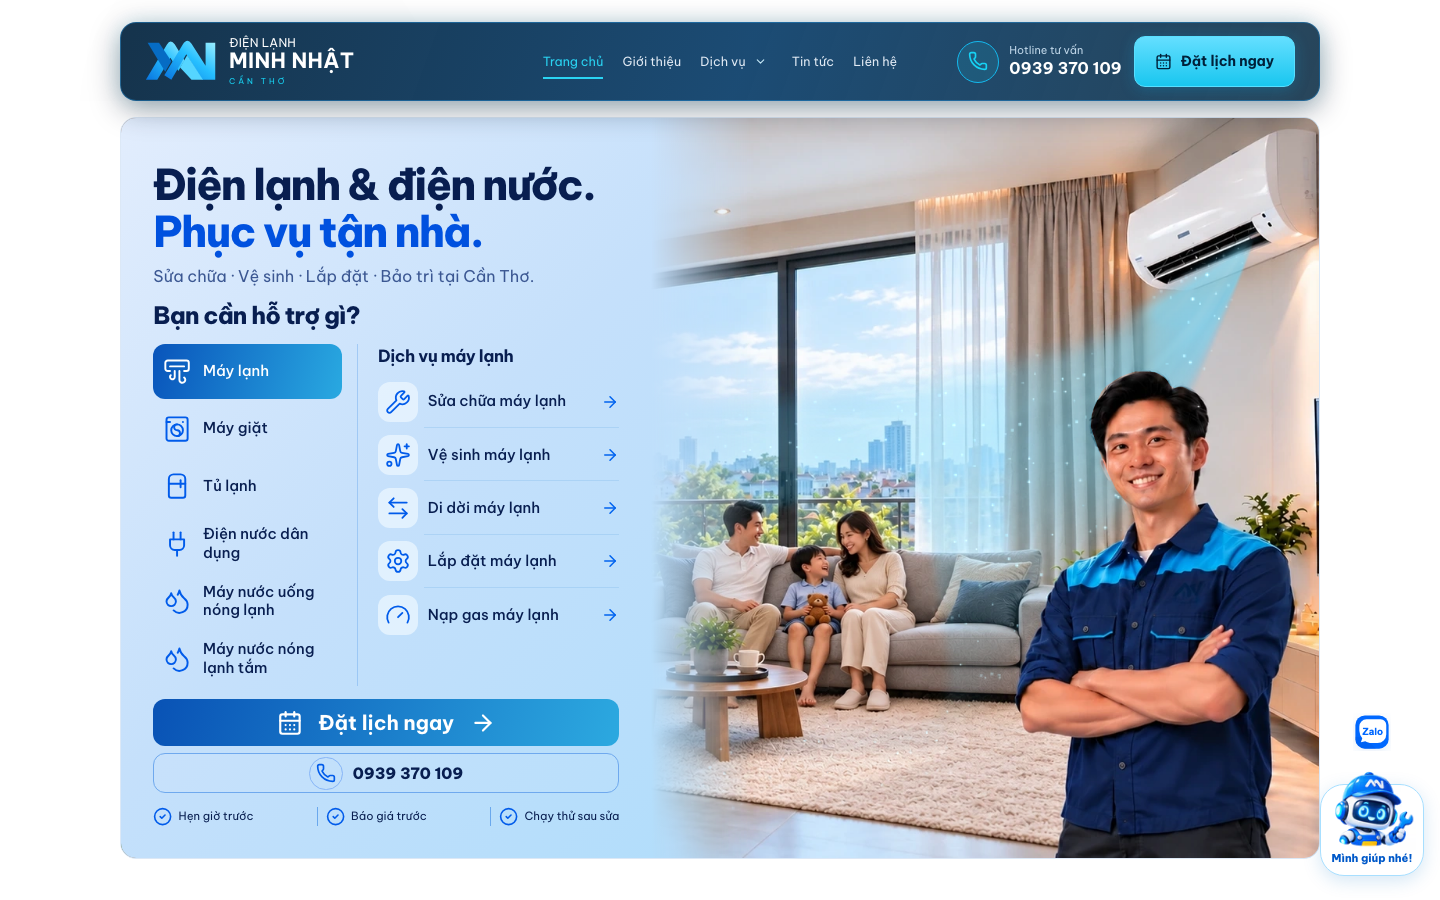 ĐIỆN LẠNH
MINH NHẬT
CẦN THƠ
Trang chủ
Giới thiệu
Dịch vụ
Tin tức
Liên hệ
Hotline tư vấn
0939 370 109
Đặt lịch ngay
Điện lạnh & điện nước.
Phục vụ tận nhà.
Sửa chữa · Vệ sinh · Lắp đặt · Bảo trì tại Cần Thơ.
Bạn cần hỗ trợ gì?
Máy lạnh
Máy giặt
Tủ lạnh
Điện nước dân
dụng
Máy nước uống
nóng lạnh
Máy nước nóng
lạnh tắm
Dịch vụ máy lạnh
Sửa chữa máy lạnh
Vệ sinh máy lạnh
Di dời máy lạnh
Lắp đặt máy lạnh
Nạp gas máy lạnh
Đặt lịch ngay
0939 370 109
Hẹn giờ trước
Báo giá trước
Chạy thử sau sửa
Zalo
Mình giúp nhé!